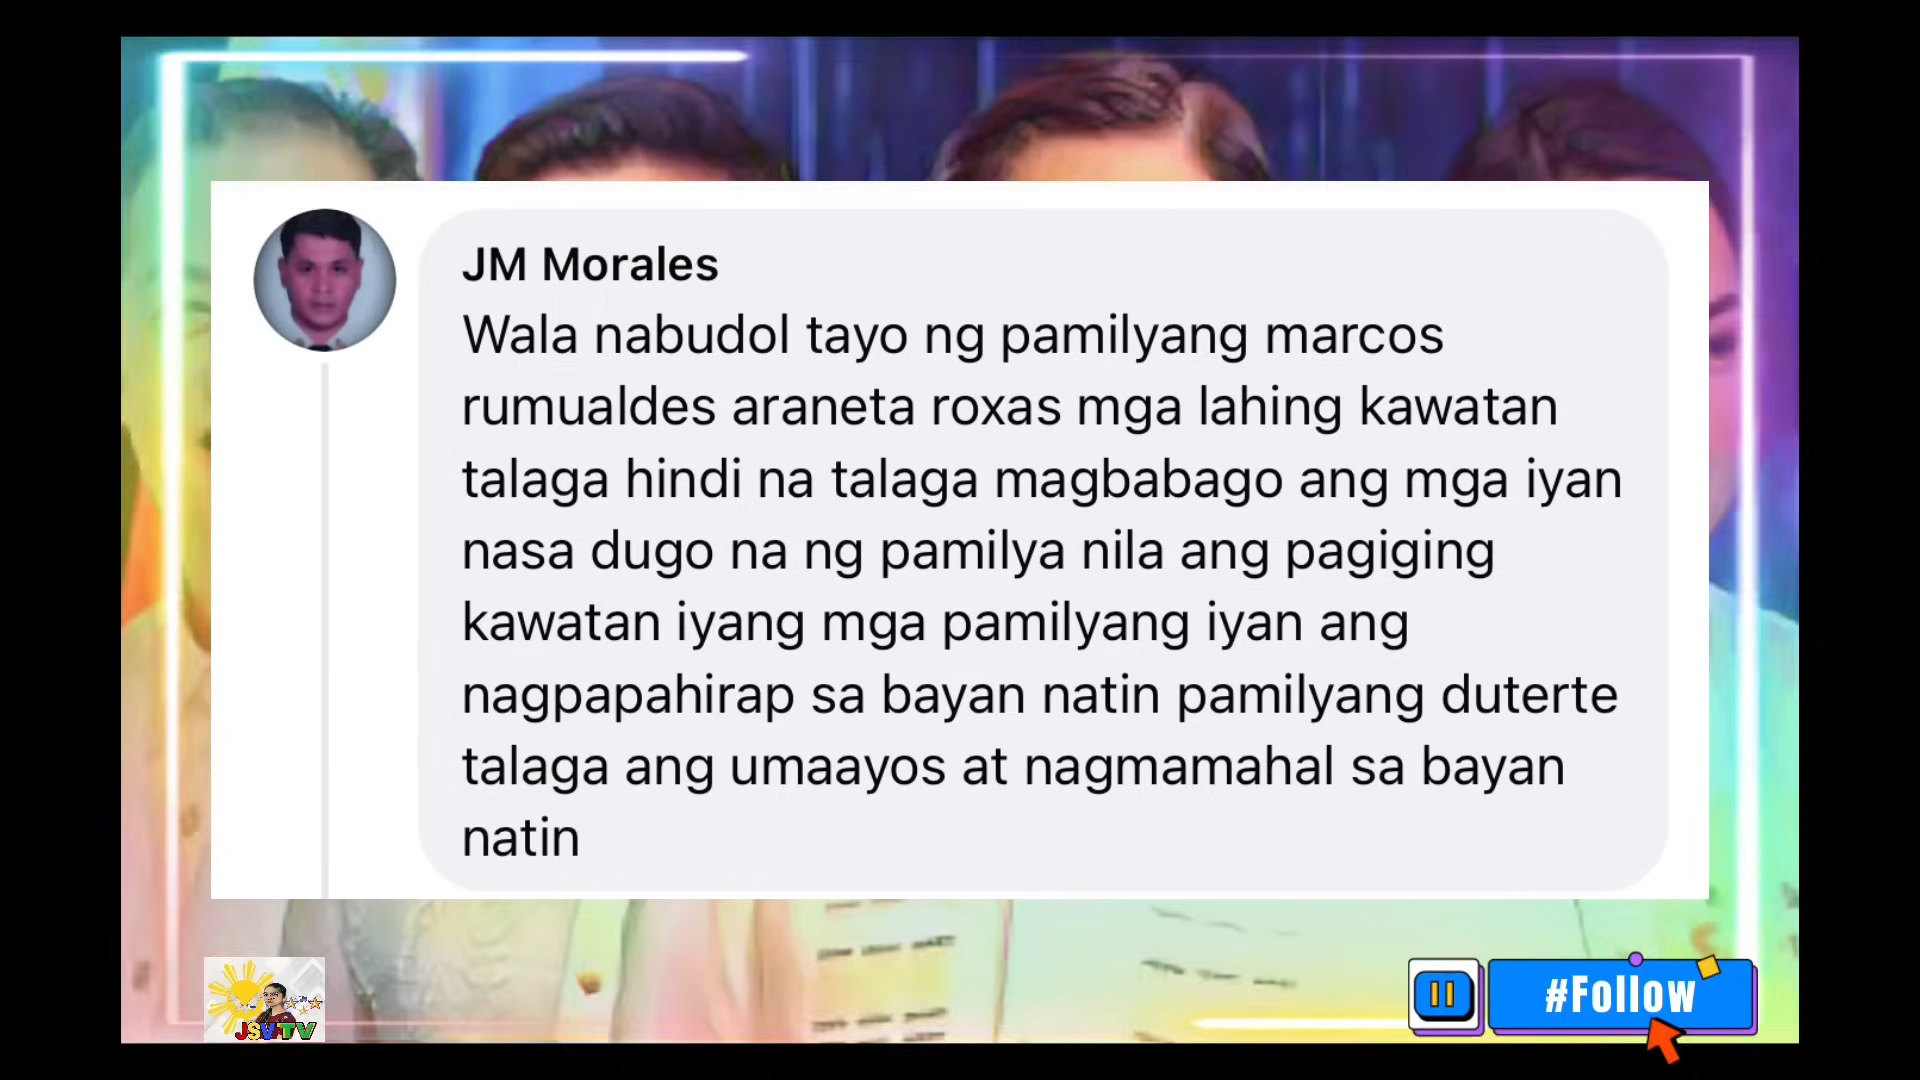 JM Morales
Wala nabudol tayo ng pamilyang marcos
rumualdes araneta roxas mga lahing kawatan
talaga hindi na talaga magbabago ang mga iyan
nasa dugo na ng pamilya nila ang pagiging
kawatan iyang mga pamilyang iyan ang
nagpapahirap sa bayan natin pamilyang duterte
talaga ang umaayos at nagmamahal sa bayan
natin
JSV TV
#Follow